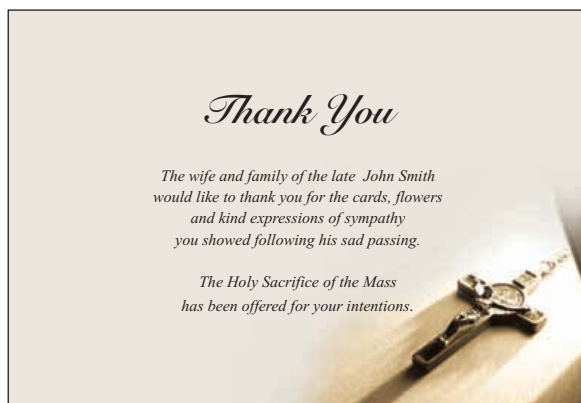 Thank You
The wife and family of the late John Smith
would like to thank you for the cards, flowers
and kind expressions of sympathy
you showed following his sad passing.
The Holy Sacrifice of the Mass
has been offered for your intentions.